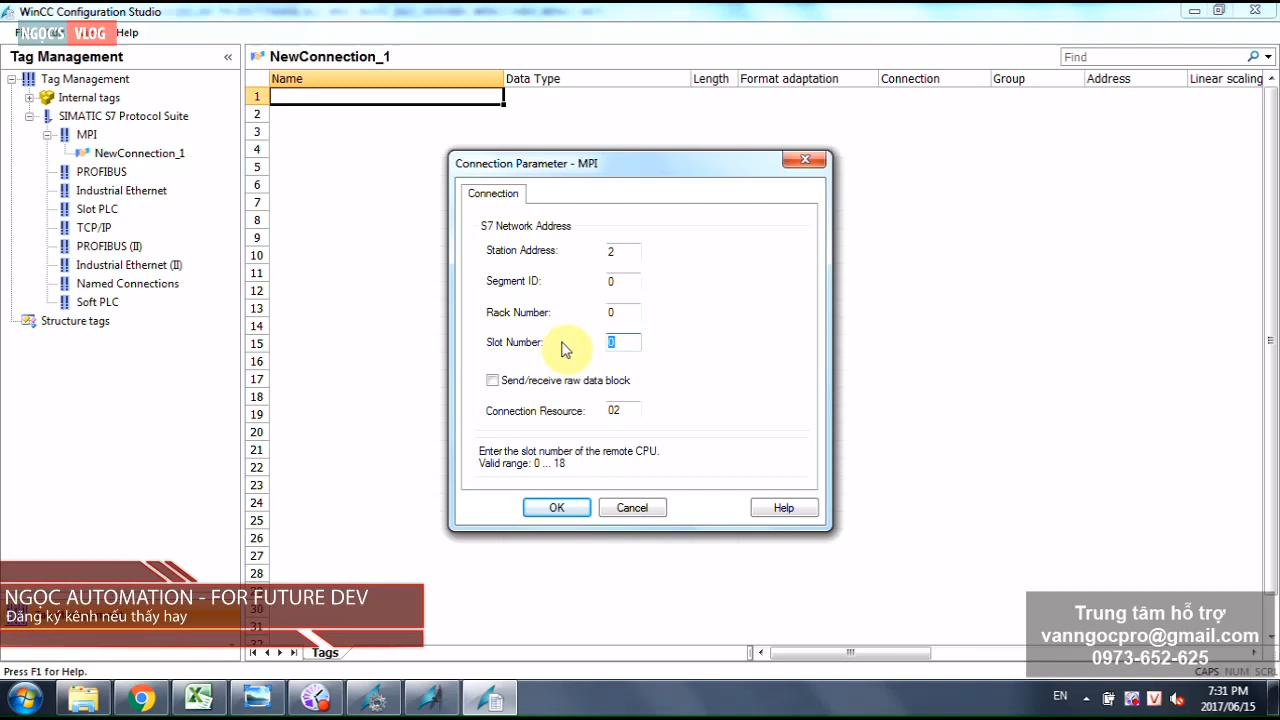 WinCC Configuration Studio
NGỌC'S VLOG
Help
Tag Management
«
NewConnection_1
Find
Tag Management
Internal tags
SIMATIC S7 Protocol Suite
MPI
NewConnection_1
PROFIBUS
Industrial Ethernet
Slot PLC
TCP/IP
PROFIBUS (II)
Industrial Ethernet (II)
Named Connections
Soft PLC
Structure tags
Name Data Type Length Format adaptation Connection Group Address Linear scaling
1
2
3
4
5
6
7
8
9
10
11
12
13
14
15
16
17
18
19
20
21
22
23
24
25
26
27
28
30
31
32
Connection Parameter - MPI
Connection
S7 Network Address
Station Address: 2
Segment ID: 0
Rack Number: 0
Slot Number: 0
Send/receive raw data block
Connection Resource: 02
Enter the slot number of the remote CPU.
Valid range: 0 ... 18
OK Cancel Help
NGỌC AUTOMATION - FOR FUTURE DEV
Đăng ký kênh nếu thấy hay
Trung tâm hỗ trợ
vanngocpro@gmail.com
0973-652-625
Tags
Press F1 for Help.
CAPS NUM SCRL
EN
7:31 PM
2017/06/15